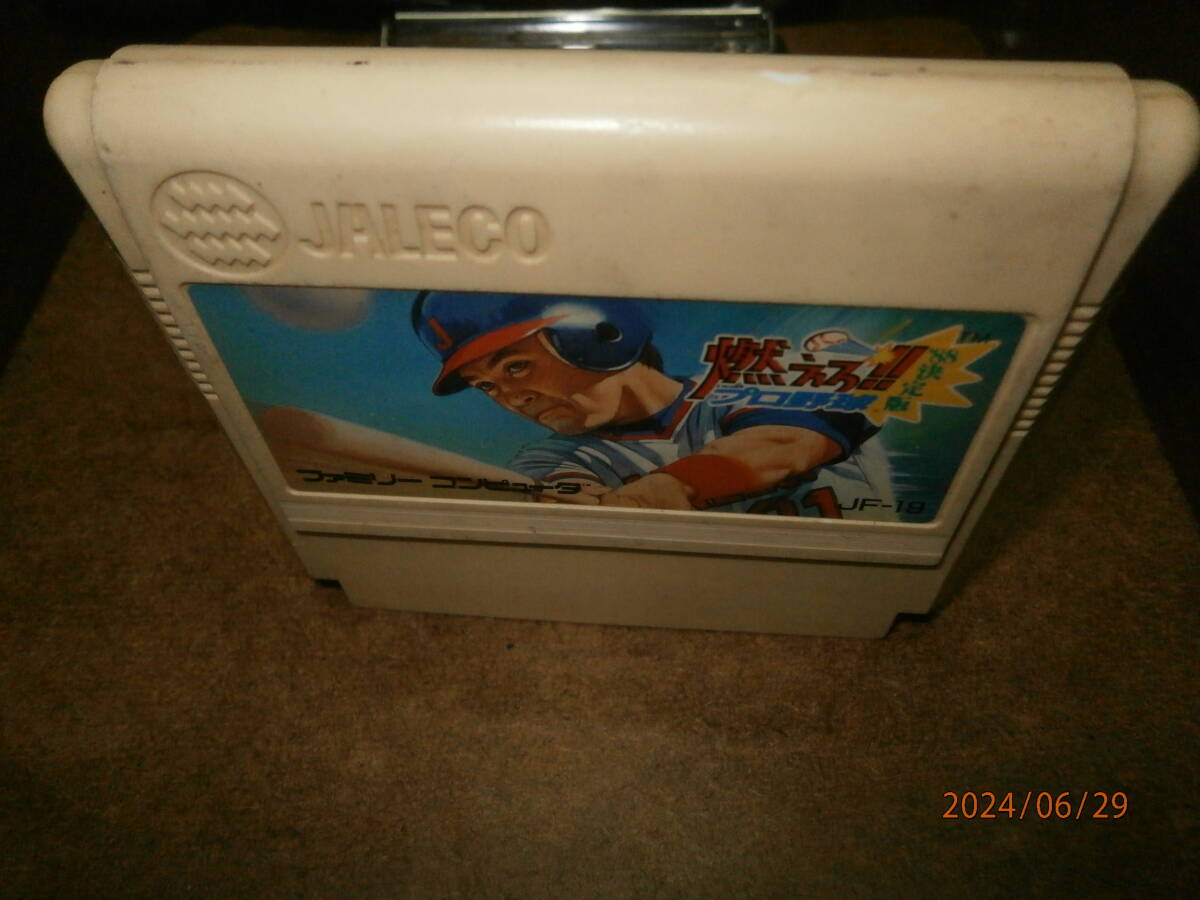 JALECO
燃えろ!!
プロ野球
'88決定版
TM
ファミリー コンピュータ
JF-19
2024/06/29